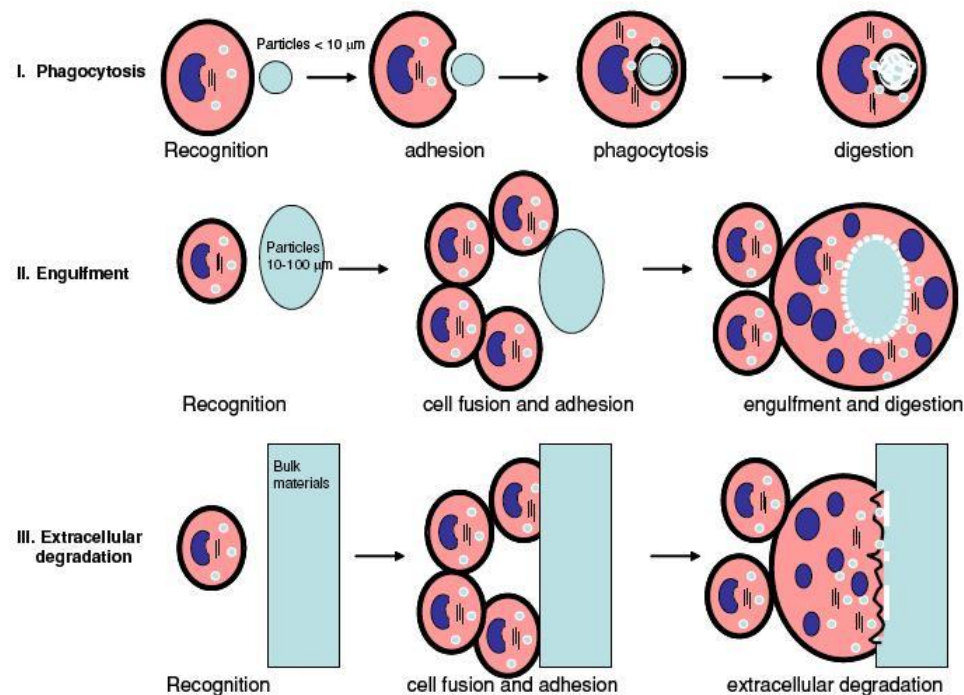 Particles < 10 µm
I. Phagocytosis
Recognition
adhesion
phagocytosis
digestion
Particles
10-100 µm
II. Engulfment
Recognition
cell fusion and adhesion
engulfment and digestion
Bulk
materials
III. Extracellular
degradation
Recognition
cell fusion and adhesion
extracellular degradation